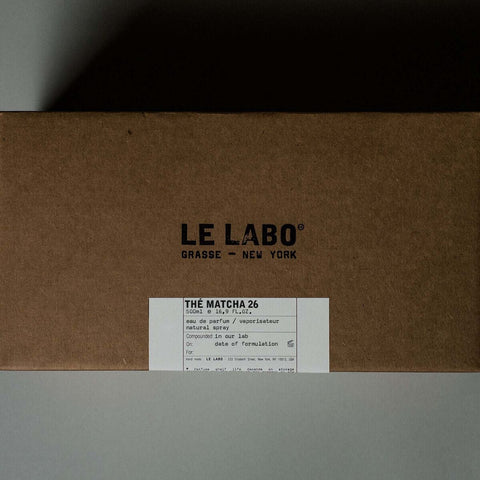 LE LABO®
GRASSE — NEW YORK
THÉ MATCHA 26
500ml ℮ 16,9 FL.OZ.
eau de parfum / vaporisateur
natural spray
Compounded in our lab
On: date of formulation
For:
LE LABO